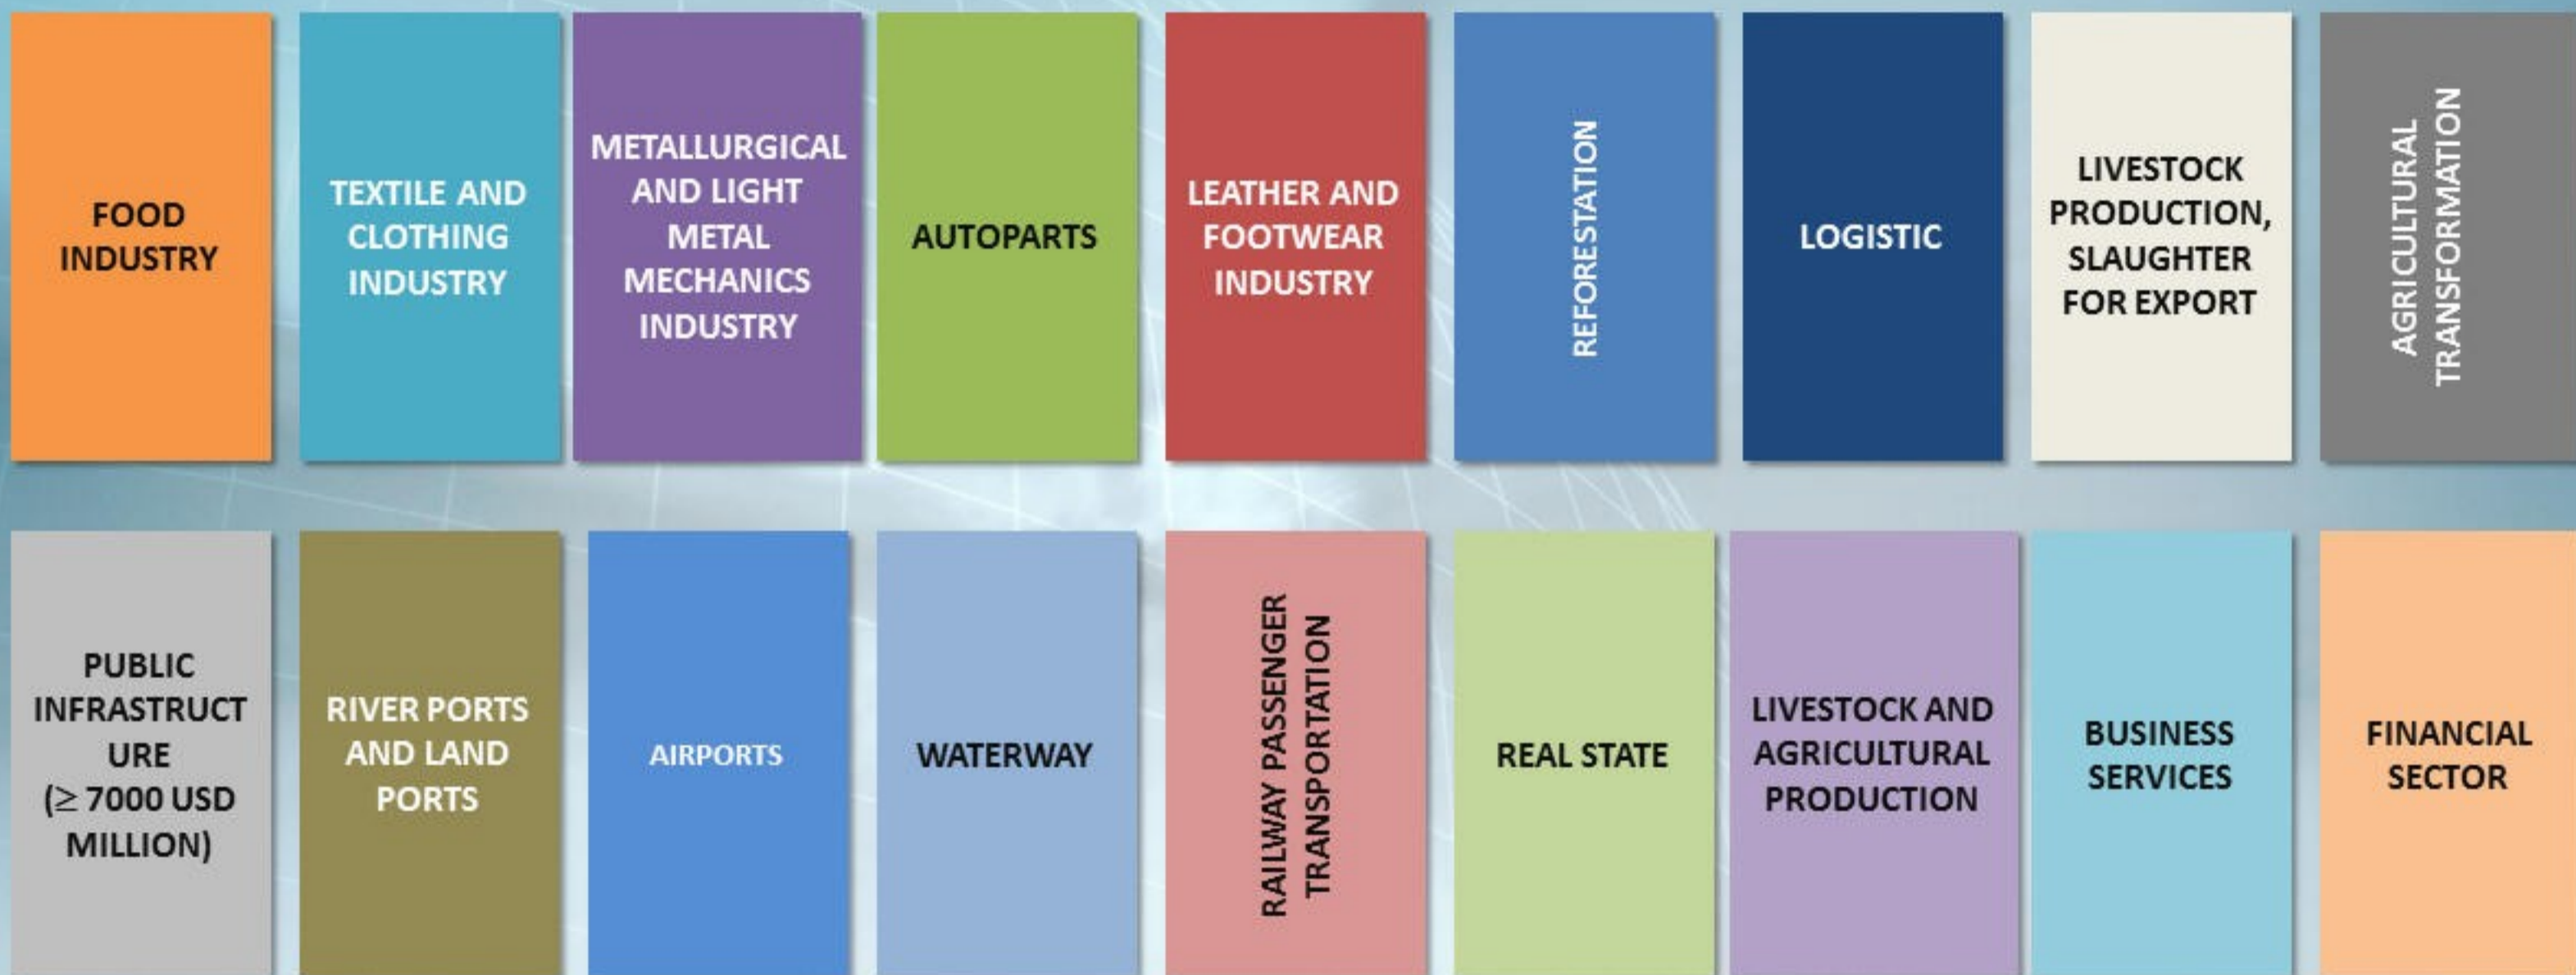 FOOD
INDUSTRY
TEXTILE AND
CLOTHING
INDUSTRY
METALLURGICAL
AND LIGHT
METAL
MECHANICS
INDUSTRY
AUTOPARTS
LEATHER AND
FOOTWEAR
INDUSTRY
REFORESTATION
LOGISTIC
LIVESTOCK
PRODUCTION,
SLAUGHTER
FOR EXPORT
AGRICULTURAL
TRANSFORMATION
PUBLIC
INFRASTRUCT
URE
(≥ 7000 USD
MILLION)
RIVER PORTS
AND LAND
PORTS
AIRPORTS
WATERWAY
RAILWAY PASSENGER
TRANSPORTATION
REAL STATE
LIVESTOCK AND
AGRICULTURAL
PRODUCTION
BUSINESS
SERVICES
FINANCIAL
SECTOR